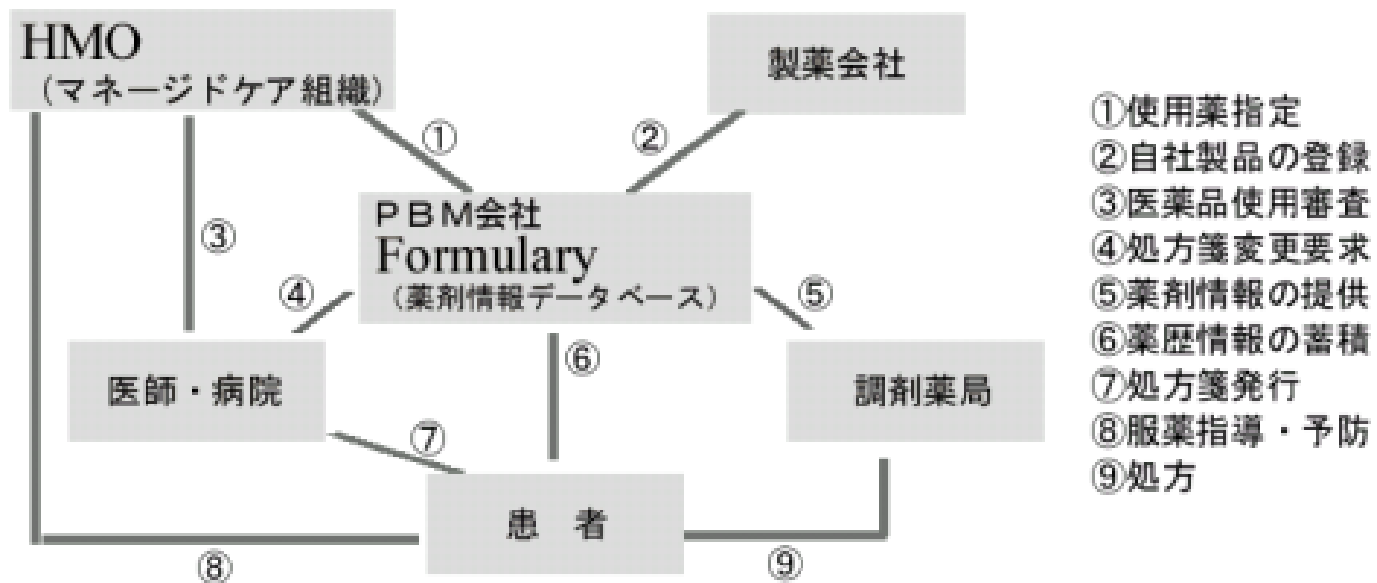 HMO
(マネージドケア組織)
製薬会社
①
②
PBM会社
Formulary
(薬剤情報データベース)
③
④
⑤
⑥
医師・病院
調剤薬局
⑦
患 者
⑧
⑨
①使用薬指定
②自社製品の登録
③医薬品使用審査
④処方箋変更要求
⑤薬剤情報の提供
⑥薬歴情報の蓄積
⑦処方箋発行
⑧服薬指導・予防
⑨処方